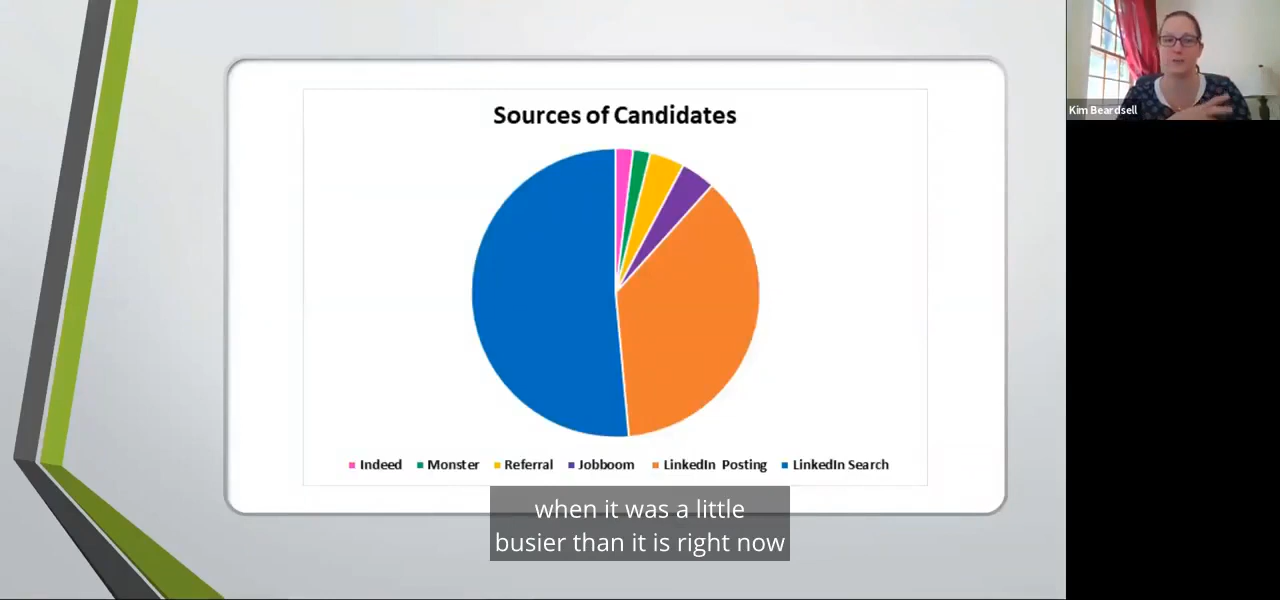 Sources of Candidates
Indeed Monster Referral Jobboom LinkedIn Posting LinkedIn Search
when it was a little
busier than it is right now
Kim Beardsell